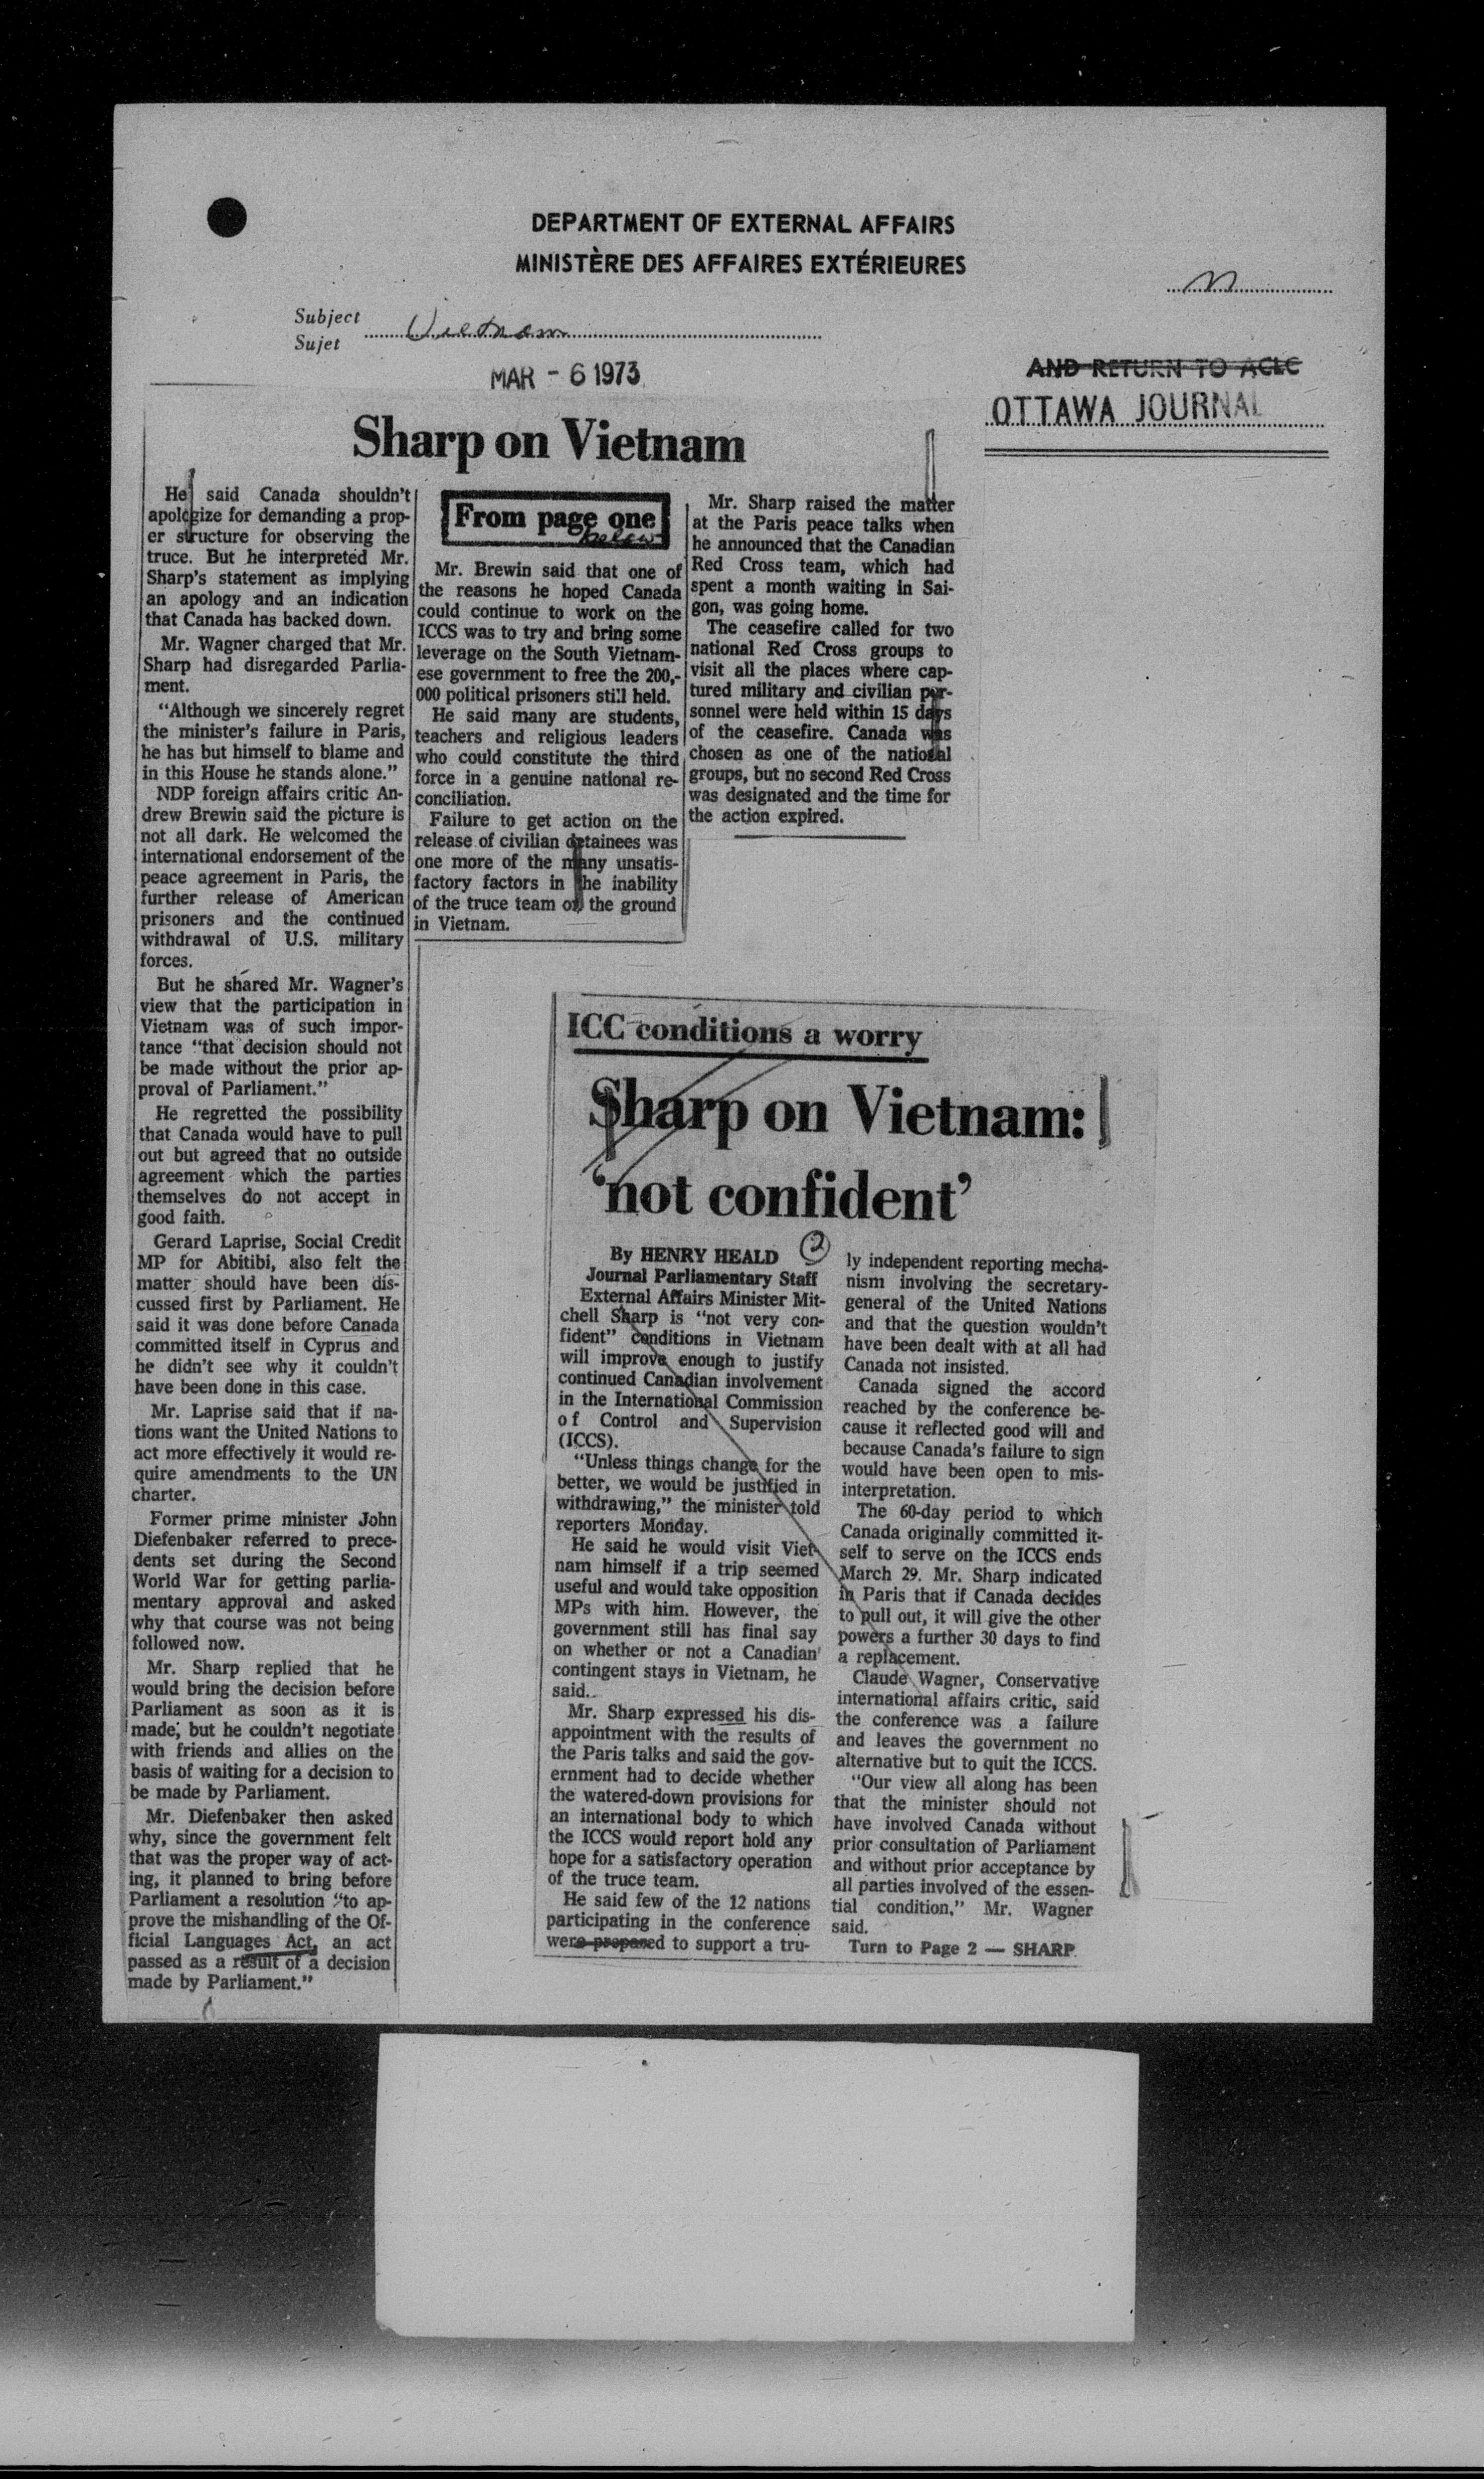 DEPARTMENT OF EXTERNAL AFFAIRS
MINISTÈRE DES AFFAIRES EXTÉRIEURES
Subject
Sujet
Vietnam
MAR - 6 1973
AND RETURN TO ACLC
OTTAWA JOURNAL
Sharp on Vietnam
He said Canada shouldn't
apologize for demanding a prop-
er structure for observing the
truce. But he interpreted Mr.
Sharp's statement as implying
an apology and an indication
that Canada has backed down.
Mr. Wagner charged that Mr.
Sharp had disregarded Parlia-
ment.
"Although we sincerely regret
the minister's failure in Paris,
he has but himself to blame and
in this House he stands alone."
NDP foreign affairs critic An-
drew Brewin said the picture is
not all dark. He welcomed the
international endorsement of the
peace agreement in Paris, the
further release of American
prisoners and the continued
withdrawal of U.S. military
forces.
But he shared Mr. Wagner's
view that the participation in
Vietnam was of such impor-
tance "that decision should not
be made without the prior ap-
proval of Parliament."
He regretted the possibility
that Canada would have to pull
out but agreed that no outside
agreement which the parties
themselves do not accept in
good faith.
Gerard Laprise, Social Credit
MP for Abitibi, also felt the
matter should have been dis-
cussed first by Parliament. He
said it was done before Canada
committed itself in Cyprus and
he didn't see why it couldn't
have been done in this case.
Mr. Laprise said that if na-
tions want the United Nations to
act more effectively it would re-
quire amendments to the UN
charter.
Former prime minister John
Diefenbaker referred to prece-
dents set during the Second
World War for getting parlia-
mentary approval and asked
why that course was not being
followed now.
Mr. Sharp replied that he
would bring the decision before
Parliament as soon as it is
made, but he couldn't negotiate
with friends and allies on the
basis of waiting for a decision to
be made by Parliament.
Mr. Diefenbaker then asked
why, since the government felt
that was the proper way of act-
ing, it planned to bring before
Parliament a resolution "to ap-
prove the mishandling of the Of-
ficial Languages Act, an act
passed as a result of a decision
made by Parliament."
From page one
below
Mr. Brewin said that one of
the reasons he hoped Canada
could continue to work on the
ICCS was to try and bring some
leverage on the South Vietnam-
ese government to free the 200,-
000 political prisoners still held.
He said many are students,
teachers and religious leaders
who could constitute the third
force in a genuine national re-
conciliation.
Failure to get action on the
release of civilian detainees was
one more of the many unsatis-
factory factors in the inability
of the truce team on the ground
in Vietnam.
Mr. Sharp raised the matter
at the Paris peace talks when
he announced that the Canadian
Red Cross team, which had
spent a month waiting in Sai-
gon, was going home.
The ceasefire called for two
national Red Cross groups to
visit all the places where cap-
tured military and civilian per-
sonnel were held within 15 days
of the ceasefire. Canada was
chosen as one of the national
groups, but no second Red Cross
was designated and the time for
the action expired.
ICC conditions a worry
Sharp on Vietnam:
'not confident'
2
By HENRY HEALD
Journal Parliamentary Staff
External Affairs Minister Mit-
chell Sharp is "not very con-
fident" conditions in Vietnam
will improve enough to justify
continued Canadian involvement
in the International Commission
of Control and Supervision
(ICCS).
"Unless things change for the
better, we would be justified in
withdrawing," the minister told
reporters Monday.
He said he would visit Viet-
nam himself if a trip seemed
useful and would take opposition
MPs with him. However, the
government still has final say
on whether or not a Canadian
contingent stays in Vietnam, he
said.
Mr. Sharp expressed his dis-
appointment with the results of
the Paris talks and said the gov-
ernment had to decide whether
the watered-down provisions for
an international body to which
the ICCS would report hold any
hope for a satisfactory operation
of the truce team.
He said few of the 12 nations
participating in the conference
were prepared to support a tru-
ly independent reporting mecha-
nism involving the secretary-
general of the United Nations
and that the question wouldn't
have been dealt with at all had
Canada not insisted.
Canada signed the accord
reached by the conference be-
cause it reflected good will and
because Canada's failure to sign
would have been open to mis-
interpretation.
The 60-day period to which
Canada originally committed it-
self to serve on the ICCS ends
March 29. Mr. Sharp indicated
in Paris that if Canada decides
to pull out, it will give the other
powers a further 30 days to find
a replacement.
Claude Wagner, Conservative
international affairs critic, said
the conference was a failure
and leaves the government no
alternative but to quit the ICCS.
"Our view all along has been
that the minister should not
have involved Canada without
prior consultation of Parliament
and without prior acceptance by
all parties involved of the essen-
tial condition," Mr. Wagner
said.
Turn to Page 2 — SHARP